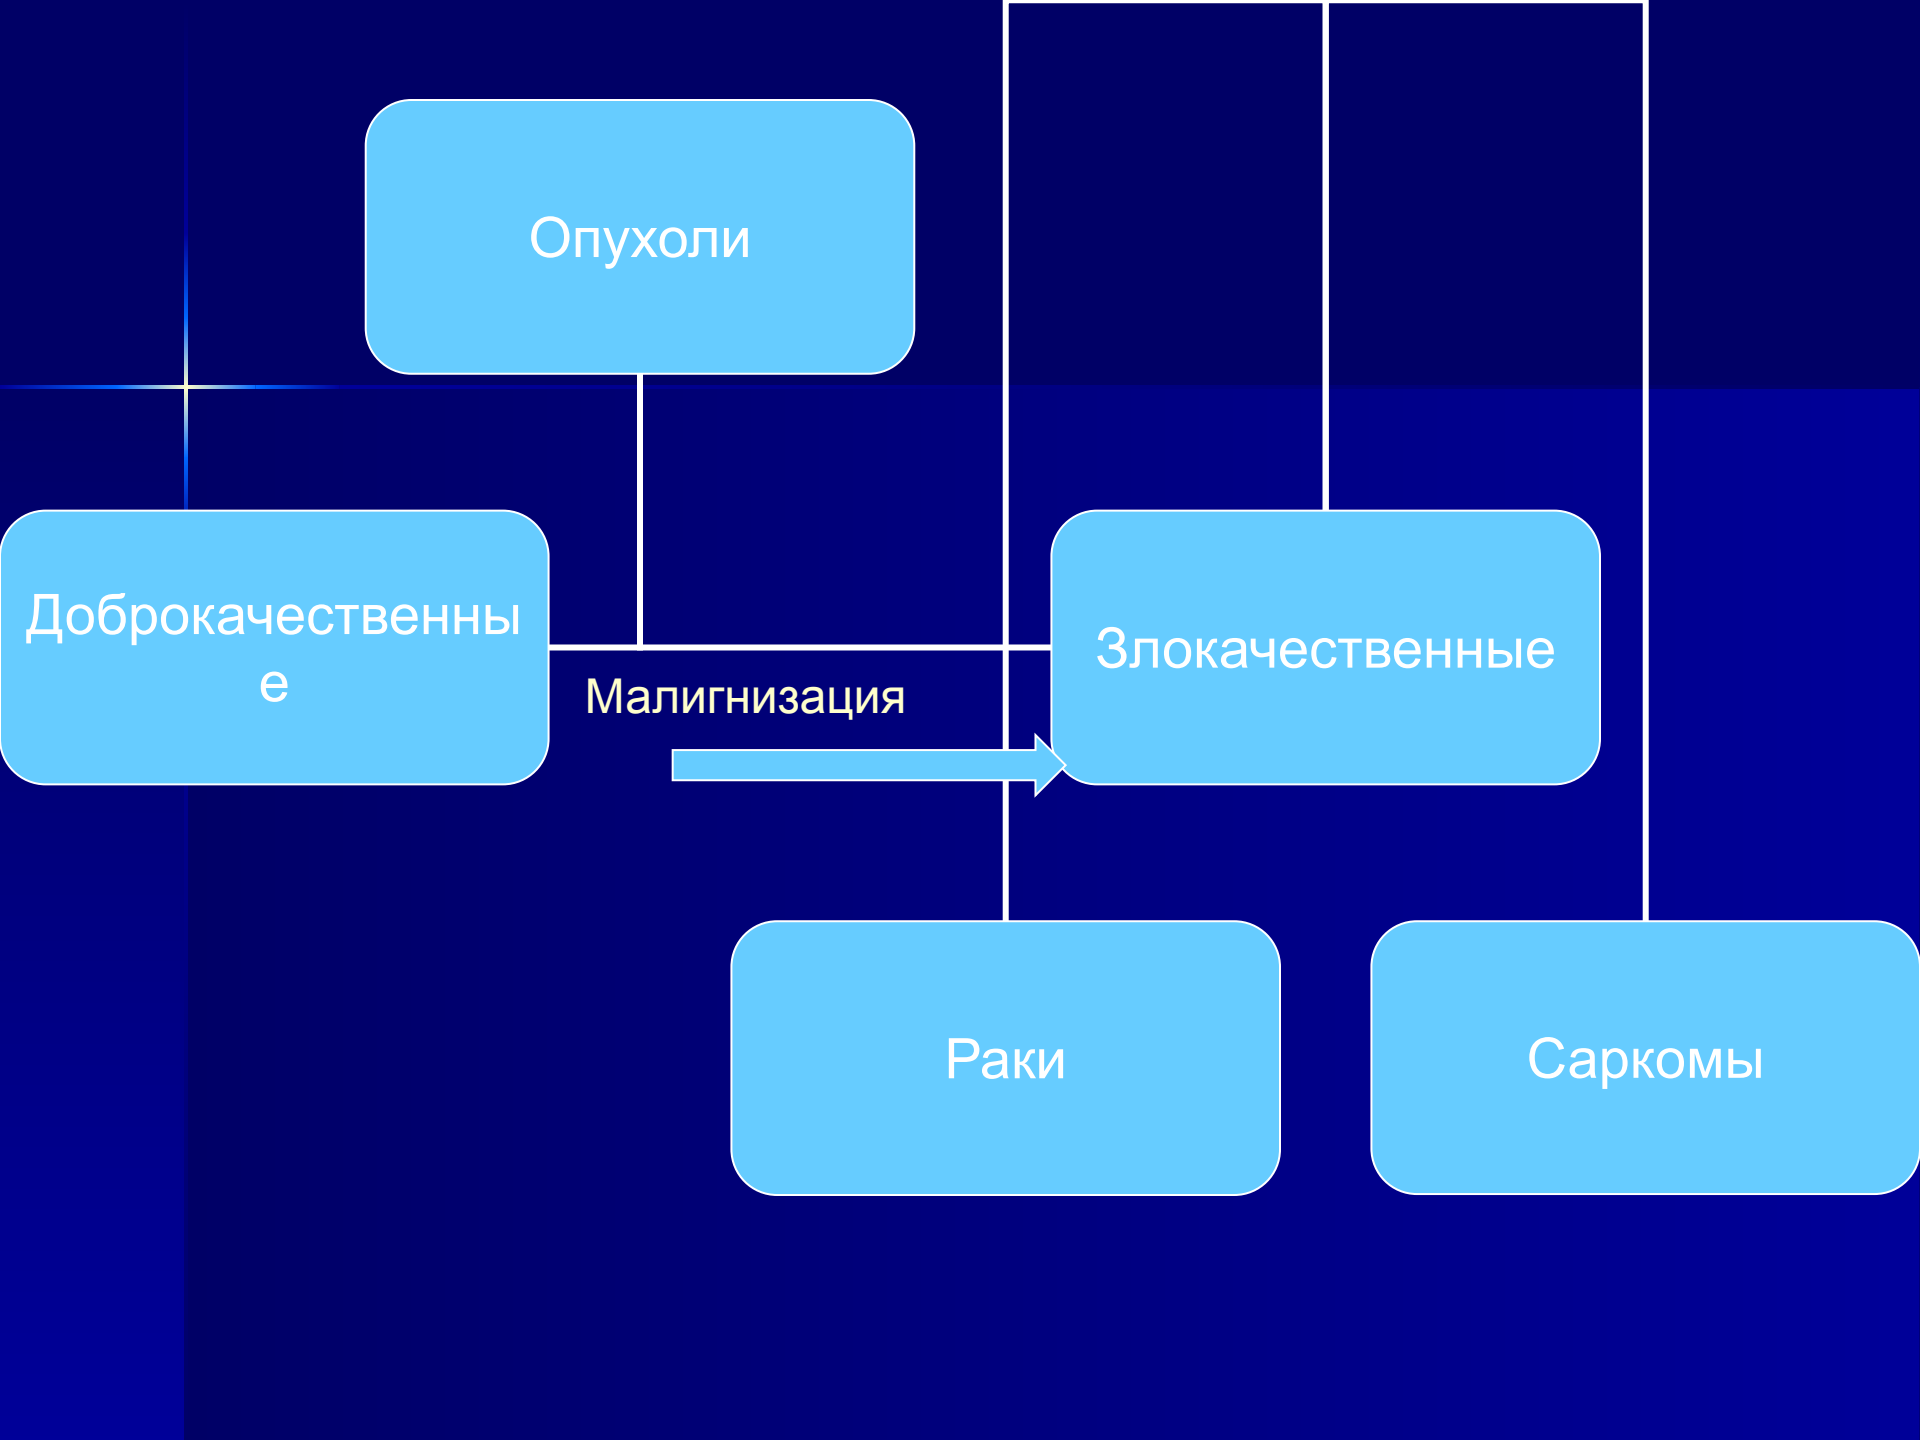 Опухоли
Доброкачественны
е
Злокачественные
Малигнизация
Раки
Саркомы